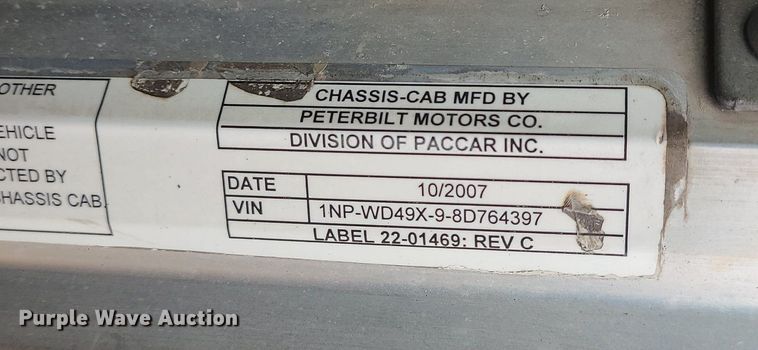 OTHER
EHICLE
NOT
CTED BY
CHASSIS CAB.
CHASSIS-CAB MFD BY
PETERBILT MOTORS CO.
DIVISION OF PACCAR INC.
DATE 10/2007
VIN 1NP-WD49X-9-8D764397
LABEL 22-01469: REV C
Purple Wave Auction